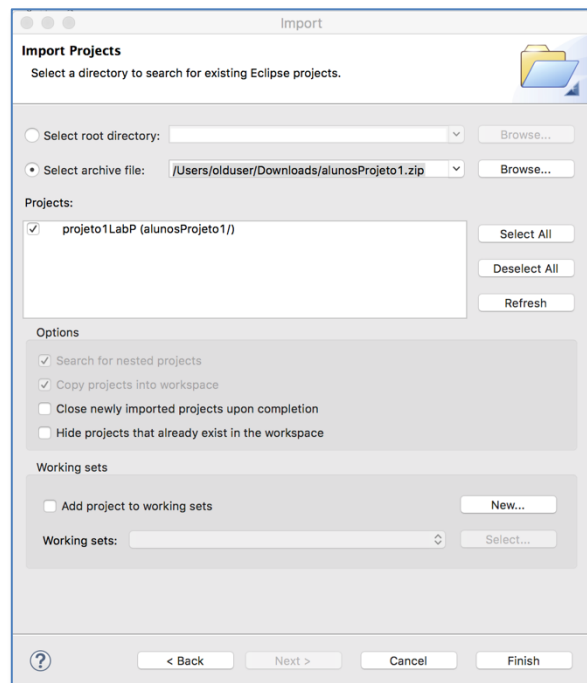 Import
Import Projects
Select a directory to search for existing Eclipse projects.
Select root directory:
Browse...
Select archive file:
/Users/olduser/Downloads/alunosProjeto1.zip
Browse...
Projects:
projeto1LabP (alunosProjeto1/)
Select All
Deselect All
Refresh
Options
Search for nested projects
Copy projects into workspace
Close newly imported projects upon completion
Hide projects that already exist in the workspace
Working sets
Add project to working sets
New...
Working sets:
Select...
?
< Back
Next >
Cancel
Finish